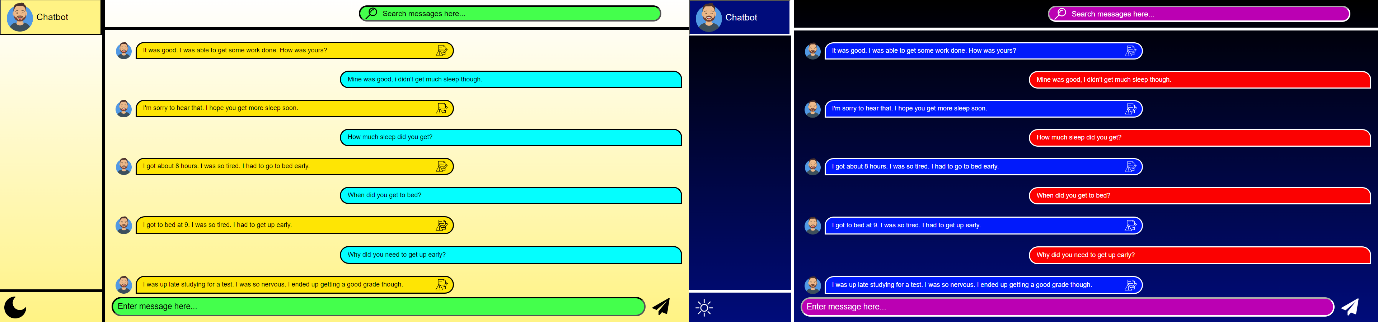 Chatbot
Search messages here...
It was good. I was able to get some work done. How was yours?
Mine was good, i didn't get much sleep though.
I'm sorry to hear that. I hope you get more sleep soon.
How much sleep did you get?
I got about 8 hours. I was so tired. I had to go to bed early.
When did you get to bed?
I got to bed at 9. I was so tired. I had to get up early.
Why did you need to get up early?
I was up late studying for a test. I was so nervous. I ended up getting a good grade though.
Enter message here...
Chatbot
Search messages here...
It was good. I was able to get some work done. How was yours?
Mine was good, i didn't get much sleep though.
I'm sorry to hear that. I hope you get more sleep soon.
How much sleep did you get?
I got about 8 hours. I was so tired. I had to go to bed early.
When did you get to bed?
I got to bed at 9. I was so tired. I had to get up early.
Why did you need to get up early?
I was up late studying for a test. I was so nervous. I ended up getting a good grade though.
Enter message here...